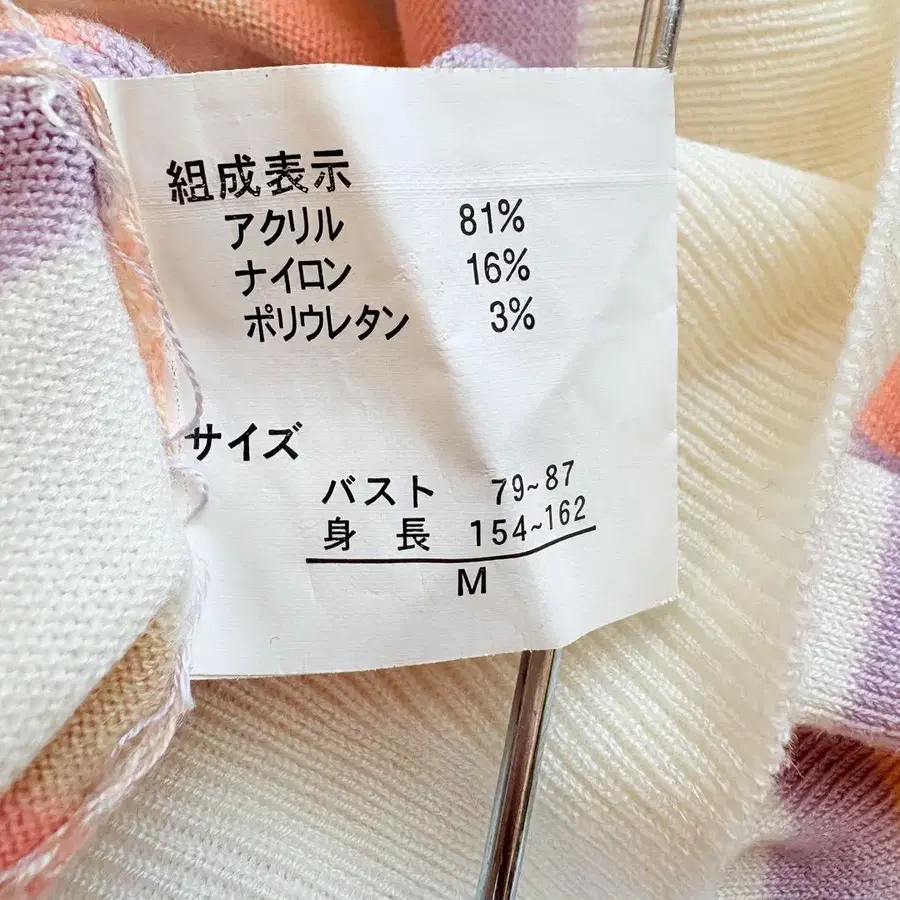 組成表示
アクリル 81%
ナイロン 16%
ポリウレタン 3%
サイズ
バスト 79~87
身長 154~162
M